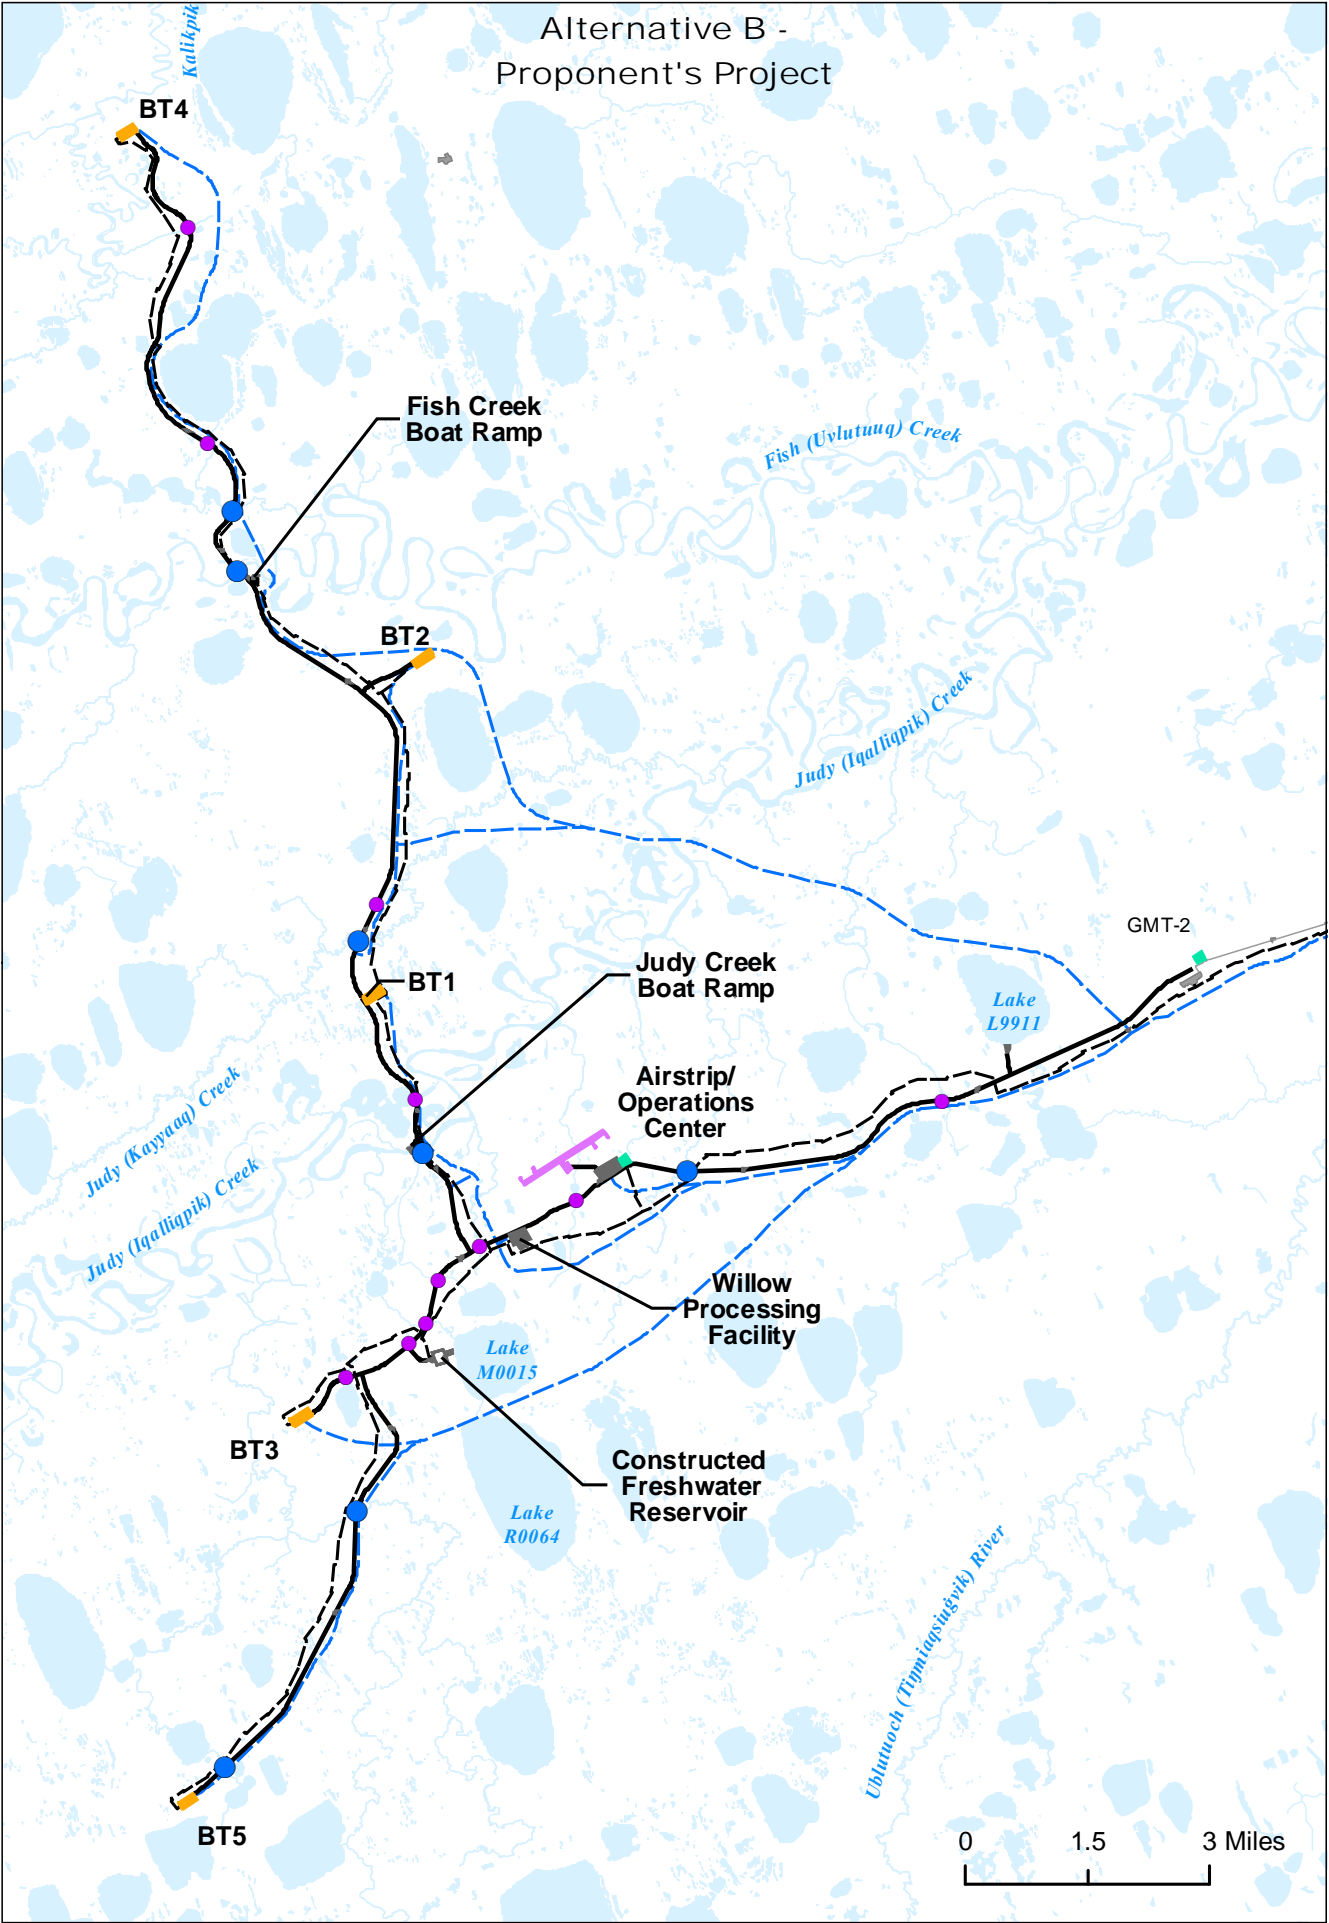 Alternative B -
Proponent's Project
Kalikpik
BT4
Fish Creek
Boat Ramp
Fish (Uvlutuuq) Creek
BT2
Judy (Iqalliqpik) Creek
GMT-2
Judy Creek
Boat Ramp
BT1
Lake
L9911
Airstrip/
Operations
Center
Judy (Kayyaaq) Creek
Judy (Iqalliqpik) Creek
Willow
Processing
Facility
Lake
M0015
BT3
Constructed
Freshwater
Reservoir
Lake
R0064
Ublutuoch (Tiŋmiaqsiuġvik) River
BT5
0 1.5 3 Miles